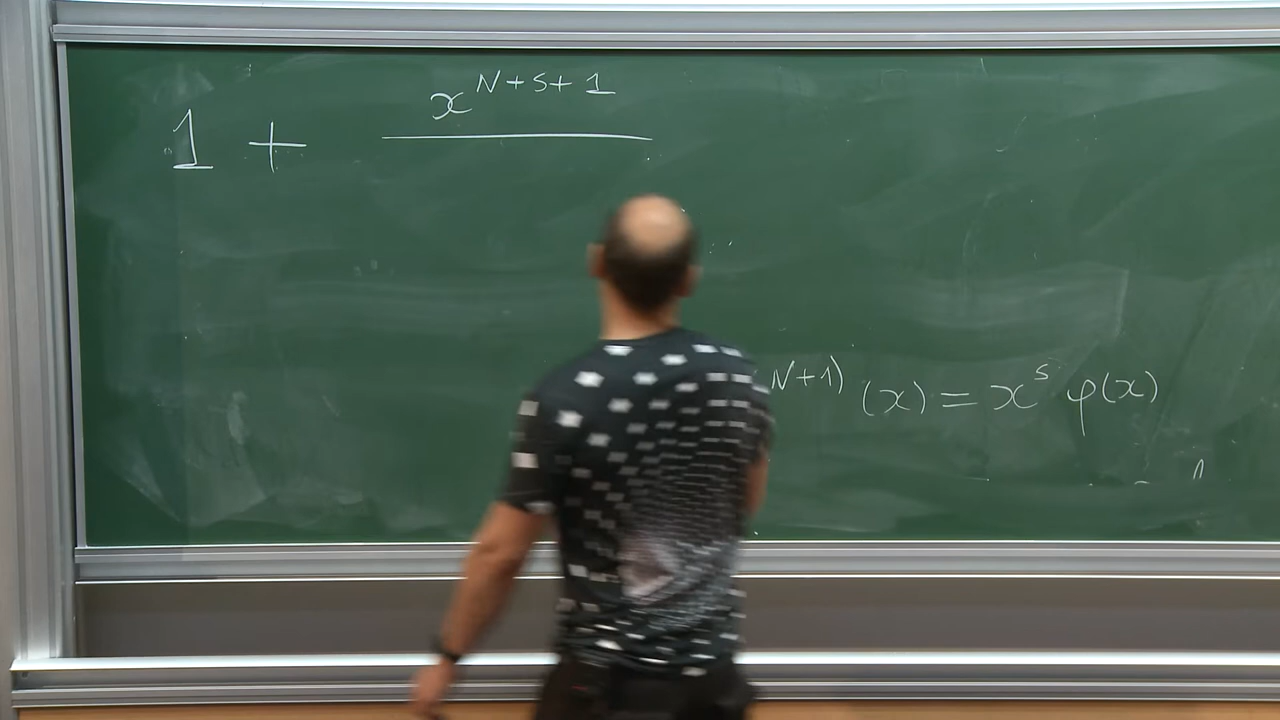 x^{N+s+1}
1 + ―
(N+1) (x) = x^s φ(x)